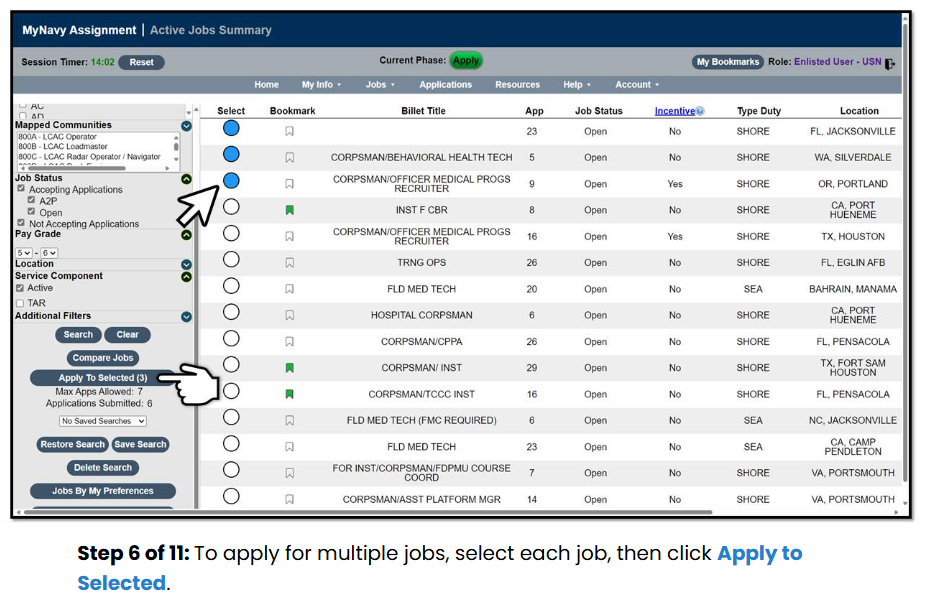 MyNavy Assignment | Active Jobs Summary
Session Timer: 14:02 Reset
Current Phase: Apply
My Bookmarks Role: Enlisted User - USN
Home My Info Jobs Applications Resources Help Account
AC
AD
Mapped Communities
800A - LCAC Operator
800B - LCAC Loadmaster
800C - LCAC Radar Operator / Navigator
Job Status
Accepting Applications
A2P
Open
Not Accepting Applications
Pay Grade
5 - 6
Location
Service Component
Active
TAR
Additional Filters
Search Clear
Compare Jobs
Apply To Selected (3)
Max Apps Allowed: 7
Applications Submitted: 6
No Saved Searches
Restore Search Save Search
Delete Search
Jobs By My Preferences
Select Bookmark Billet Title App Job Status Incentive Type Duty Location
23 Open No SHORE FL, JACKSONVILLE
CORPSMAN/BEHAVIORAL HEALTH TECH 5 Open No SHORE WA, SILVERDALE
CORPSMAN/OFFICER MEDICAL PROGS
RECRUITER 9 Open Yes SHORE OR, PORTLAND
INST F CBR 8 Open No SHORE CA, PORT
HUENEME
CORPSMAN/OFFICER MEDICAL PROGS
RECRUITER 16 Open Yes SHORE TX, HOUSTON
TRNG OPS 26 Open No SHORE FL, EGLIN AFB
FLD MED TECH 20 Open No SEA BAHRAIN, MANAMA
HOSPITAL CORPSMAN 6 Open No SHORE CA, PORT
HUENEME
CORPSMAN/CPPA 26 Open No SHORE FL, PENSACOLA
CORPSMAN/ INST 29 Open No SHORE TX, FORT SAM
HOUSTON
CORPSMAN/TCCC INST 16 Open No SHORE FL, PENSACOLA
FLD MED TECH (FMC REQUIRED) 6 Open No SEA NC, JACKSONVILLE
FLD MED TECH 23 Open No SEA CA, CAMP
PENDLETON
FOR INST/CORPSMAN/FDPMU COURSE
COORD 7 Open No SHORE VA, PORTSMOUTH
CORPSMAN/ASST PLATFORM MGR 14 Open No SHORE VA, PORTSMOUTH
Step 6 of 11: To apply for multiple jobs, select each job, then click Apply to
Selected.